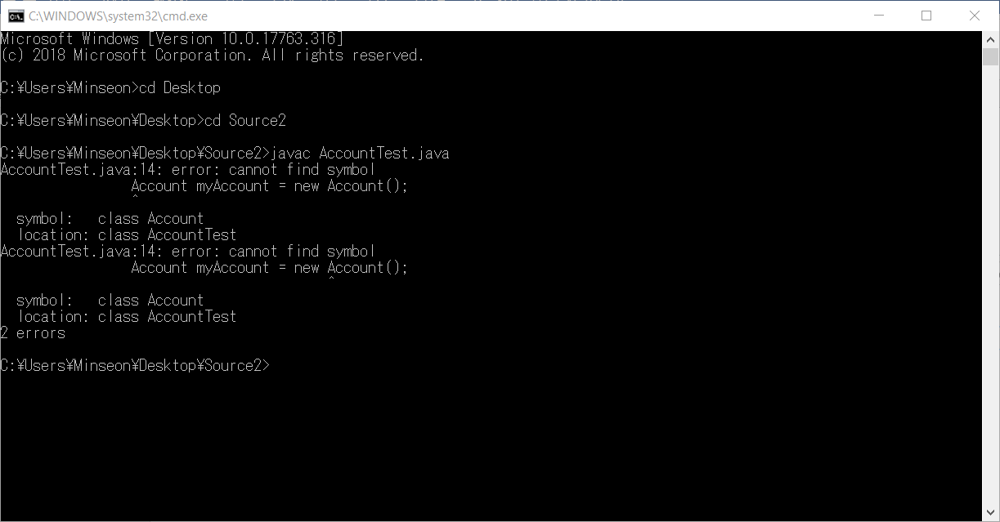 C:\WINDOWS\system32\cmd.exe
Microsoft Windows [Version 10.0.17763.316]
(c) 2018 Microsoft Corporation. All rights reserved.
C:¥Users¥Minseon>cd Desktop
C:¥Users¥Minseon¥Desktop>cd Source2
C:¥Users¥Minseon¥Desktop¥Source2>javac AccountTest.java
AccountTest.java:14: error: cannot find symbol
                Account myAccount = new Account();
                ^
  symbol:   class Account
  location: class AccountTest
AccountTest.java:14: error: cannot find symbol
                Account myAccount = new Account();
                                        ^
  symbol:   class Account
  location: class AccountTest
2 errors
C:¥Users¥Minseon¥Desktop¥Source2>